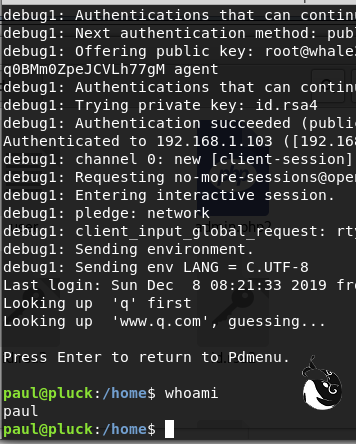 debug1: Authentications that can contin
debug1: Next authentication method: publ
debug1: Offering public key: root@whale
q0BMm0ZpeJCVLh77gM agent
debug1: Authentications that can contin
debug1: Trying private key: id.rsa4
debug1: Authentication succeeded (public
Authenticated to 192.168.1.103 ([192.168
debug1: channel 0: new [client-session]
debug1: Requesting no-more-sessions@open
debug1: Entering interactive session.
debug1: pledge: network
debug1: client_input_global_request: rty
debug1: Sending environment.
debug1: Sending env LANG = C.UTF-8
Last login: Sun Dec  8 08:21:33 2019 fro
Looking up  'q' first
Looking up  'www.q.com', guessing...
Press Enter to return to Pdmenu.
paul@pluck:/home$ whoami
paul
paul@pluck:/home$